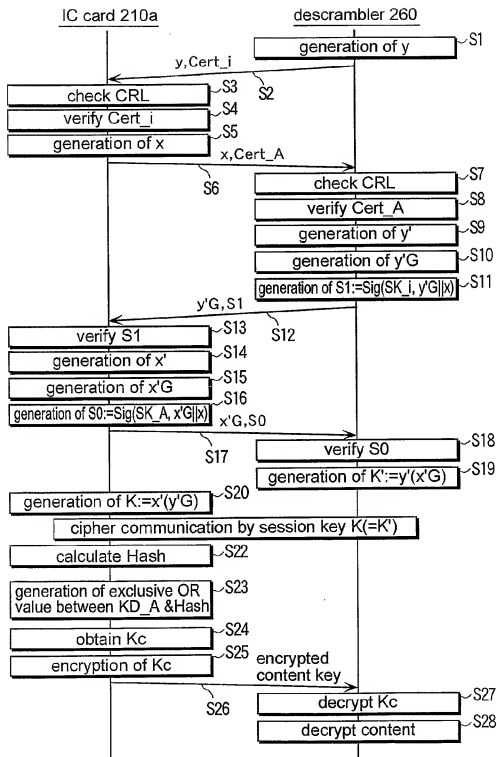 IC card 210a
descrambler 260
generation of y
S1
y,Cert_i
S2
check CRL
S3
verify Cert_i
S4
generation of x
S5
x,Cert_A
S6
check CRL
S7
verify Cert_A
S8
generation of y'
S9
generation of y'G
S10
generation of S1:=Sig(SK_i, y'G||x)
S11
y'G,S1
S12
verify S1
S13
generation of x'
S14
generation of x'G
S15
generation of S0:=Sig(SK_A, x'G||x)
S16
x'G,S0
S17
verify S0
S18
generation of K':=y'(x'G)
S19
generation of K:=x'(y'G)
S20
cipher communication by session key K(=K')
calculate Hash
S22
generation of exclusive OR
value between KD_A &Hash
S23
obtain Kc
S24
encryption of Kc
S25
encrypted
content key
S26
decrypt Kc
S27
decrypt content
S28